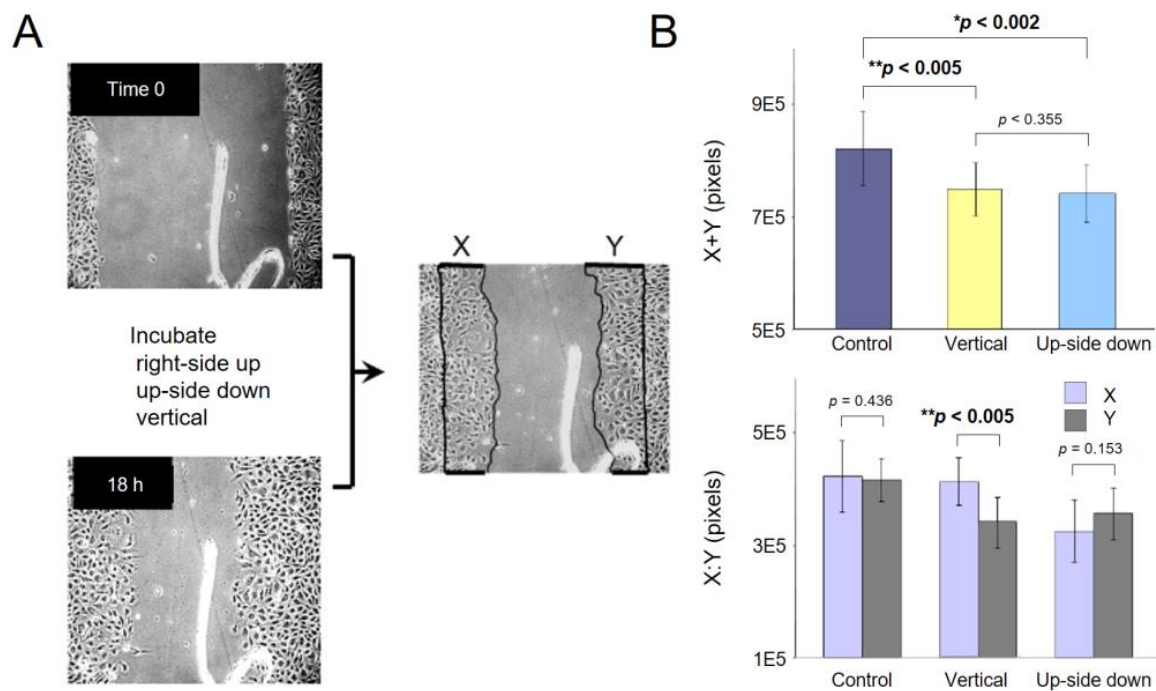 A
Time 0
Incubate
right-side up
up-side down
vertical
18 h
X
Y
B
*p < 0.002
**p < 0.005
p < 0.355
9E5
7E5
5E5
X+Y (pixels)
Control
Vertical
Up-side down
X
Y
p = 0.436
**p < 0.005
p = 0.153
5E5
3E5
1E5
X:Y (pixels)
Control
Vertical
Up-side down